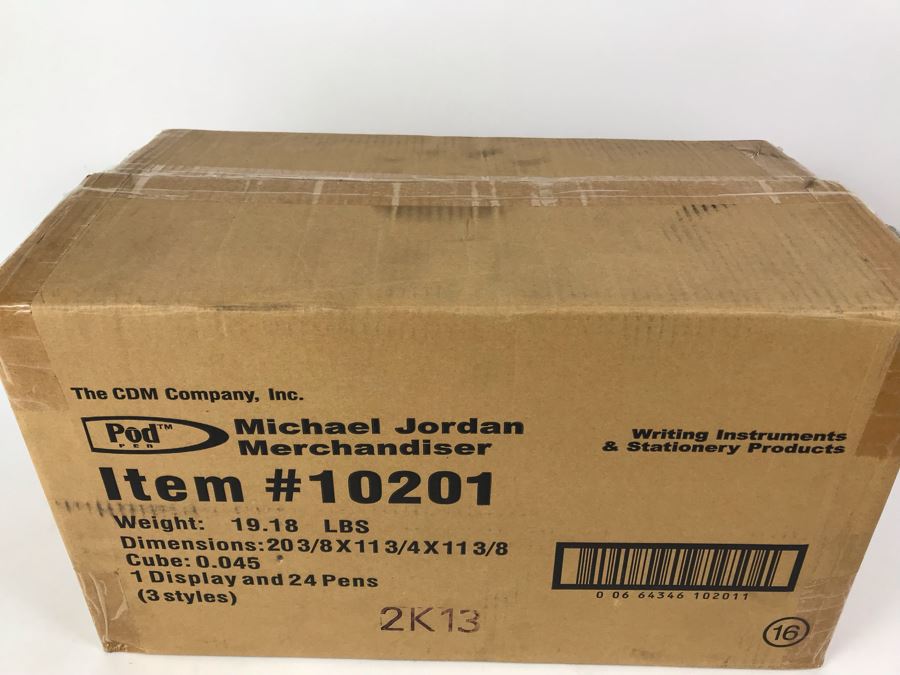 The CDM Company, Inc.
Pod™ Michael Jordan
PEN Merchandiser
Writing Instruments
& Stationery Products
Item #10201
Weight: 19.18 LBS
Dimensions:20 3/8 X 11 3/4 X 11 3/8
Cube: 0.045
1 Display and 24 Pens
(3 styles)
0 06 64346 102011
2K13
16